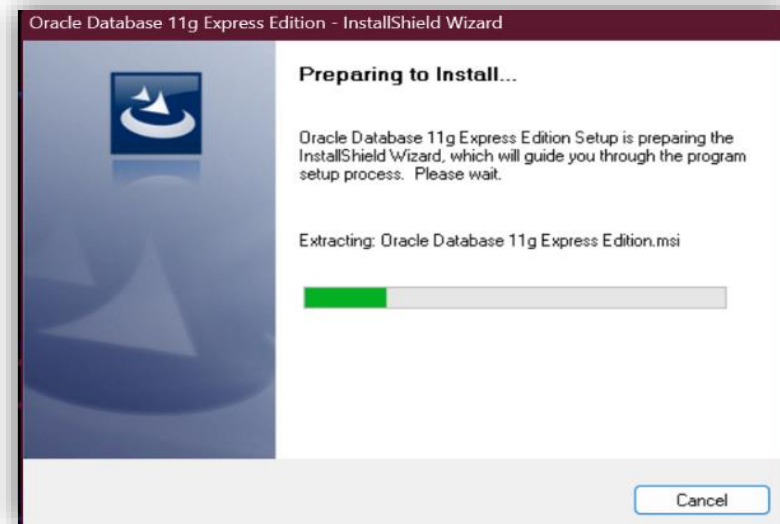 Oracle Database 11g Express Edition - InstallShield Wizard
Preparing to Install...
Oracle Database 11g Express Edition Setup is preparing the
InstallShield Wizard, which will guide you through the program
setup process. Please wait.
Extracting: Oracle Database 11g Express Edition.msi
Cancel